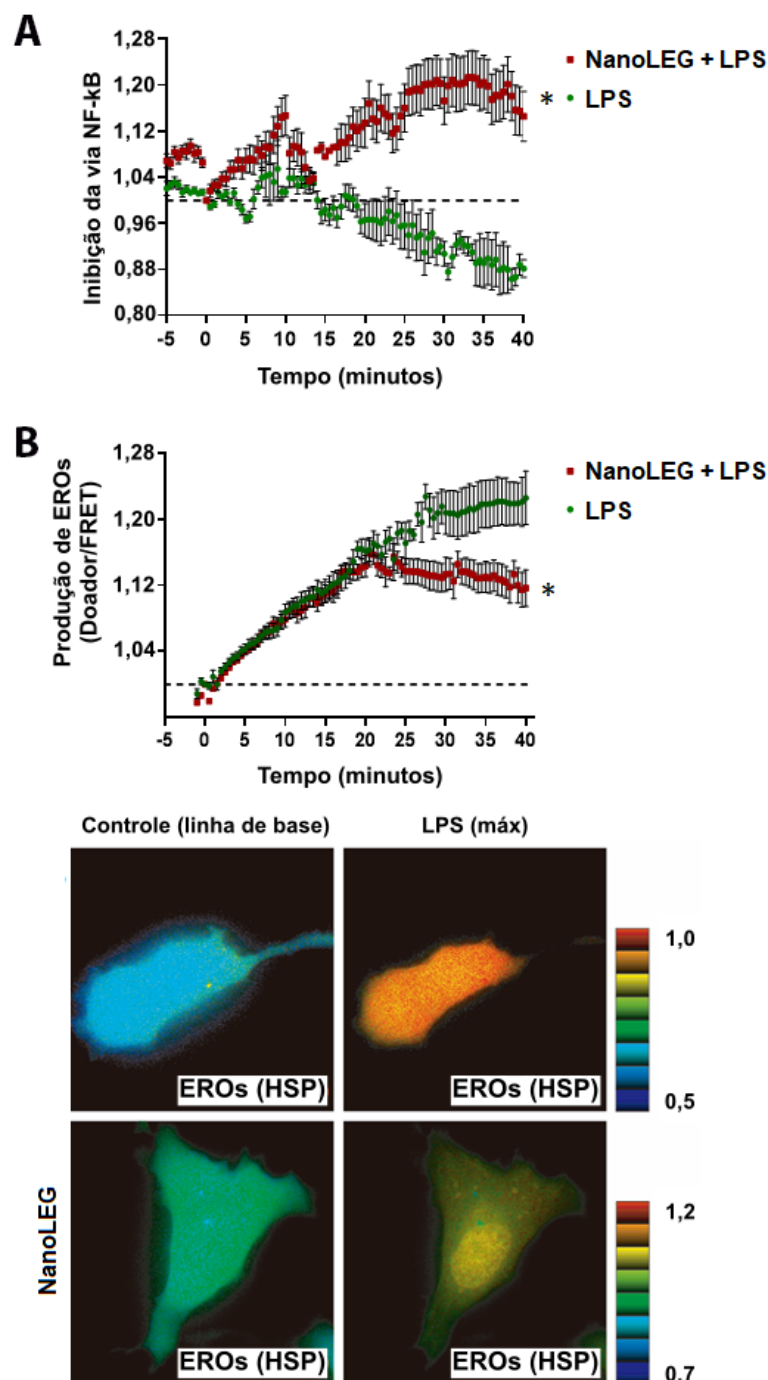 A
Inibição da via NF-kB
1,28
1,20
1,12
1,04
0,96
0,88
0,80
-5 0 5 10 15 20 25 30 35 40
Tempo (minutos)
NanoLEG + LPS
* LPS
B
Produção de EROs
(Doador/FRET)
1,28
1,20
1,12
1,04
-5 0 5 10 15 20 25 30 35 40
Tempo (minutos)
NanoLEG + LPS
LPS
*
Controle (linha de base)
LPS (máx)
EROs (HSP)
EROs (HSP)
1,0
0,5
NanoLEG
EROs (HSP)
EROs (HSP)
1,2
0,7